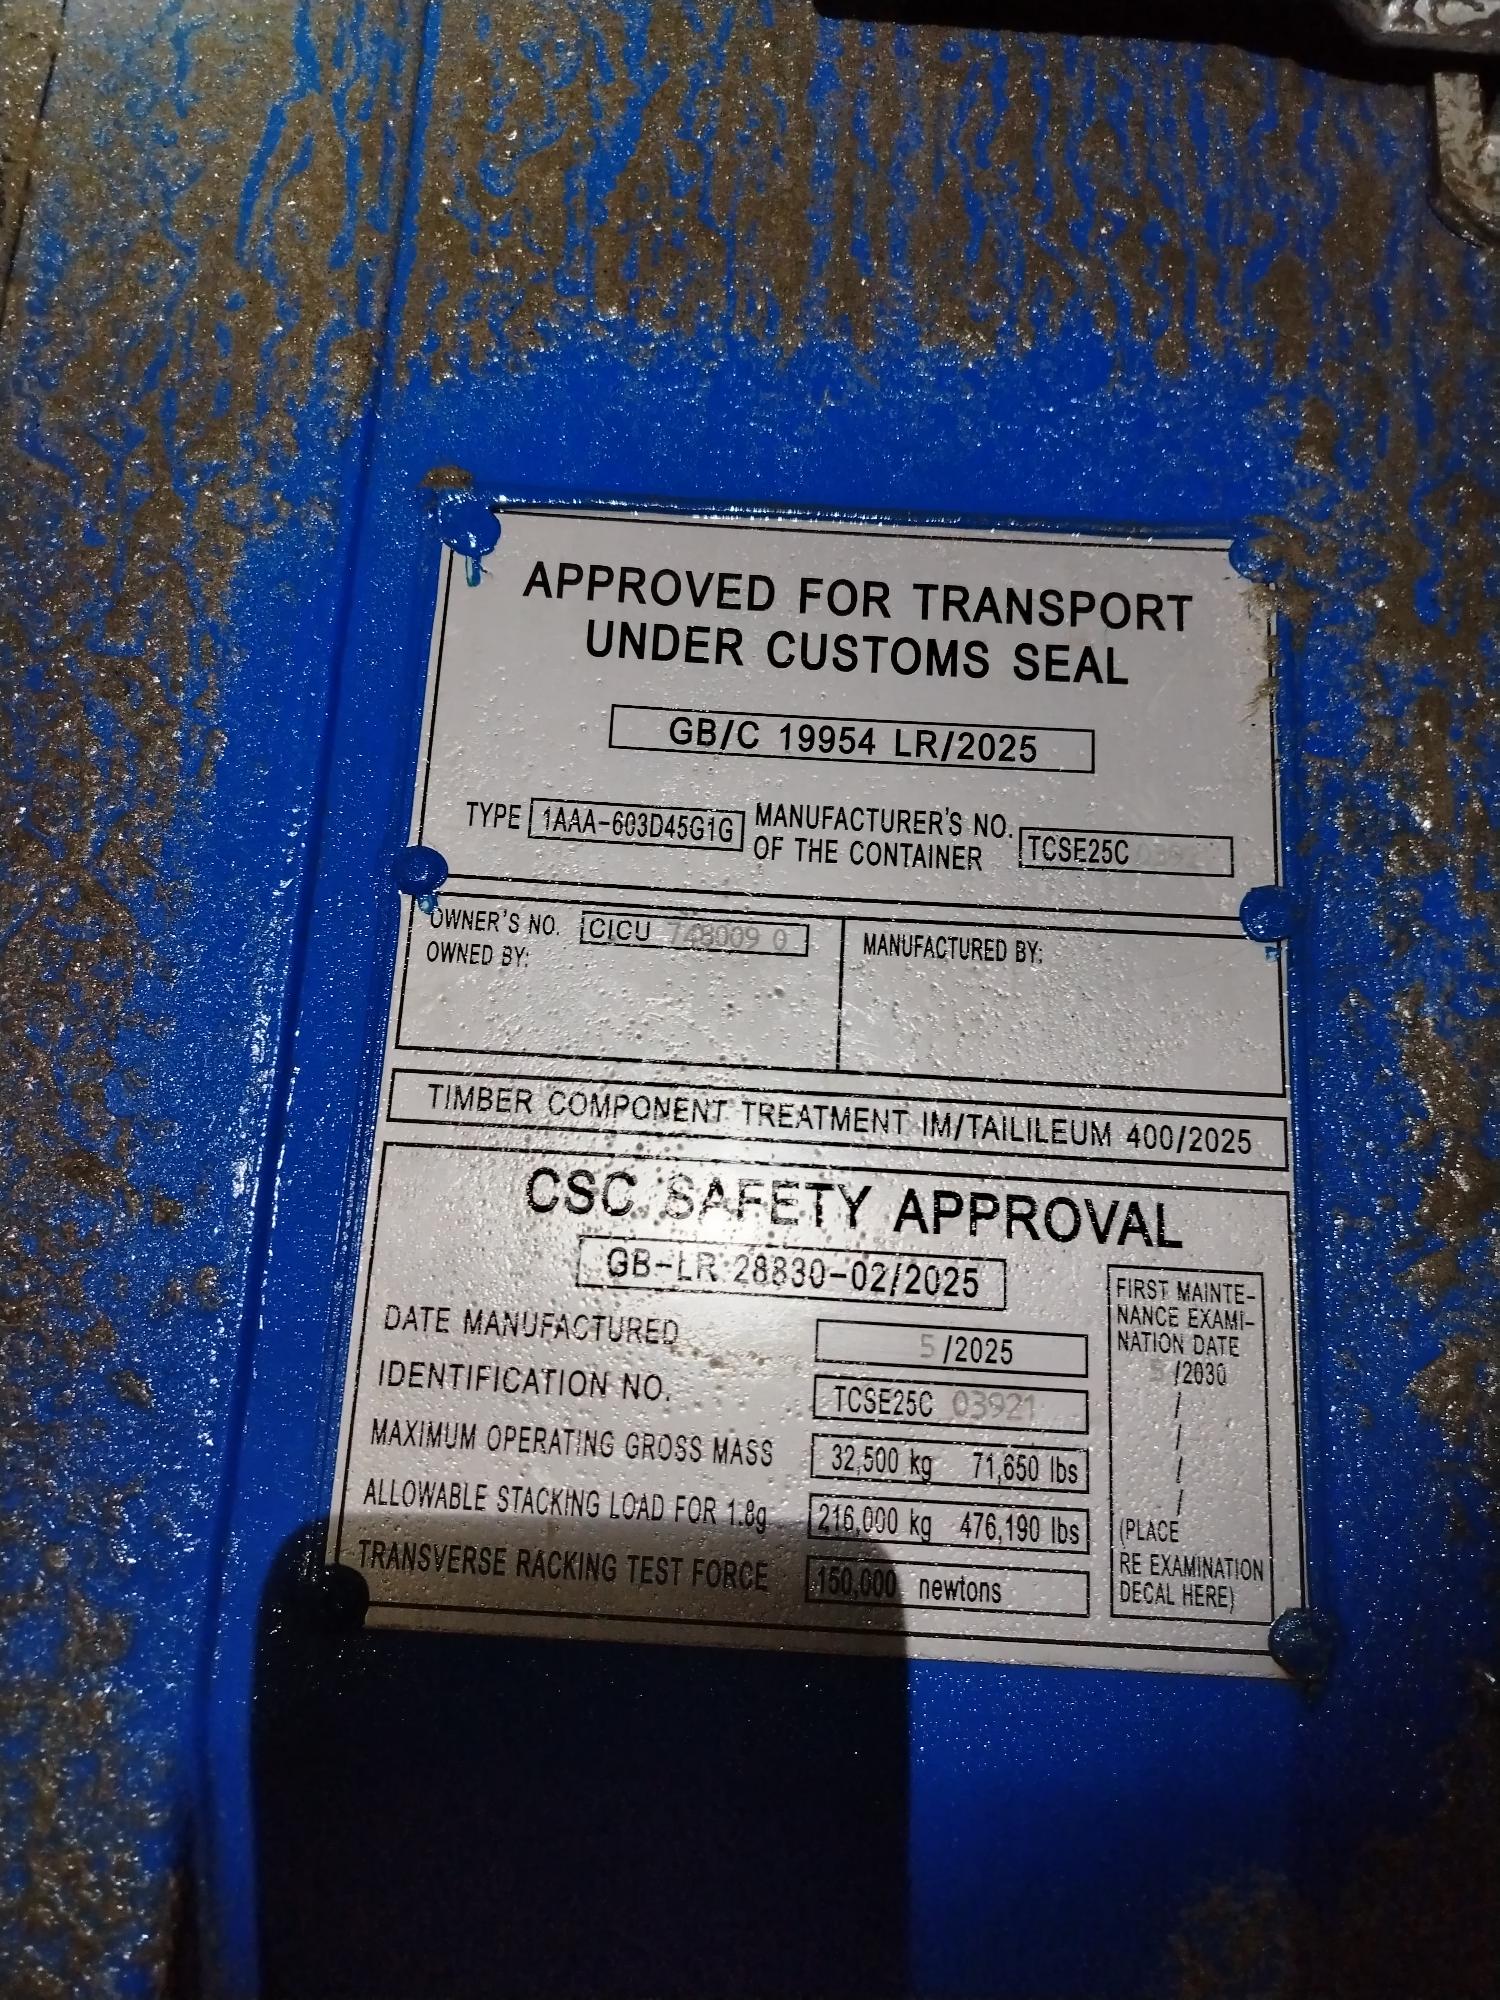 APPROVED FOR TRANSPORT
UNDER CUSTOMS SEAL
GB/C 19954 LR/2025
TYPE 1AAA-603D45G1G MANUFACTURER'S NO. OF THE CONTAINER TCSE25C
OWNER'S NO. CICU 748009 0
OWNED BY:
MANUFACTURED BY:
TIMBER COMPONENT TREATMENT IM/TAILILEUM 400/2025
CSC SAFETY APPROVAL
GB-LR 28830-02/2025
DATE MANUFACTURED 5/2025
IDENTIFICATION NO. TCSE25C 03921
MAXIMUM OPERATING GROSS MASS 32,500 kg 71,650 lbs
ALLOWABLE STACKING LOAD FOR 1.8g 216,000 kg 476,190 lbs
TRANSVERSE RACKING TEST FORCE 150,000 newtons
FIRST MAINTE-
NANCE EXAMI-
NATION DATE
5/2030
/
/
/
/
(PLACE
RE EXAMINATION
DECAL HERE)